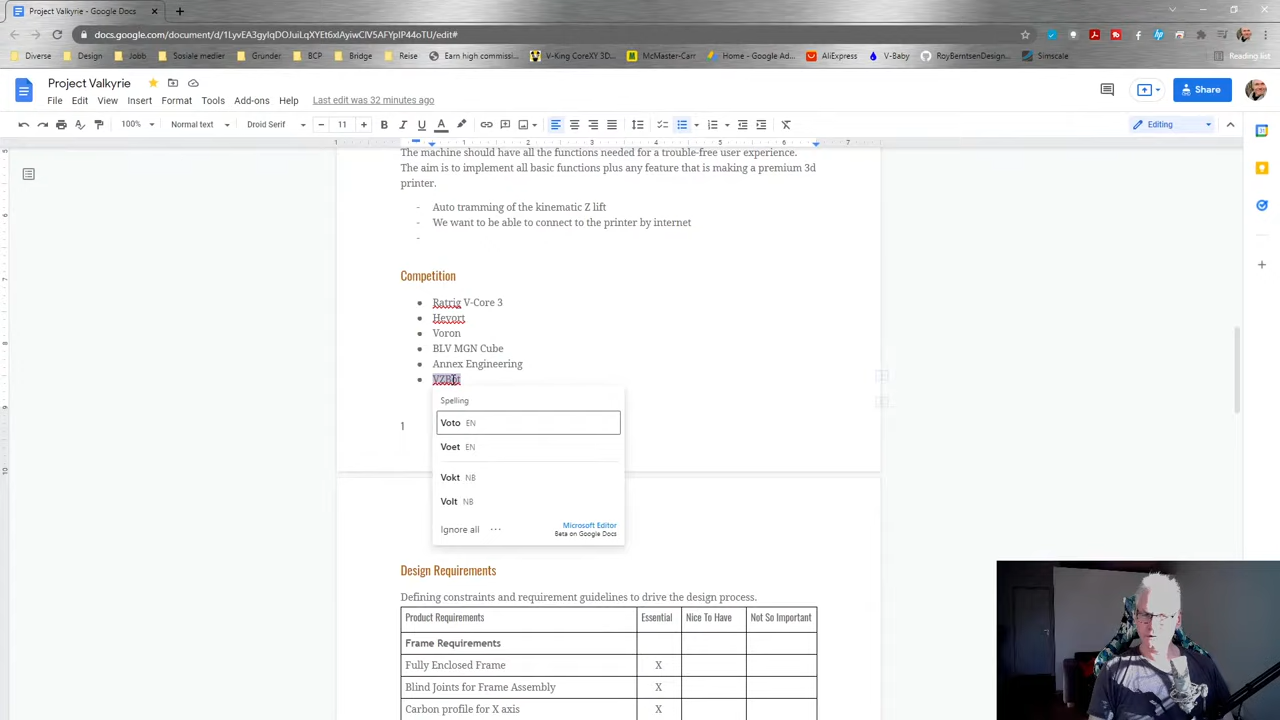 Project Valkyrie - Google Docs
docs.google.com/document/d/1LyvEA3gylqDOJuiLqXYEt6xIAyiwClV5AFYpIP44oTU/edit#
Diverse Design Jobb Social medier Grunder BCP Bridge Reise Earn high commissi... V-King CoreXY 3D... McMaster-Carr Home - Google Ad... AliExpress V-Baby RoyBerntsenDesign... Simscale Reading list
Project Valkyrie
File Edit View Insert Format Tools Add-ons Help Last edit was 32 minutes ago
Share
100% Normal text Droid Serif 11 Editing
The machine should have all the functions needed for a trouble-free user experience.
The aim is to implement all basic functions plus any feature that is making a premium 3d
printer.
- Auto tramming of the kinematic Z lift
- We want to be able to connect to the printer by internet
-
Competition
● Ratrig V-Core 3
● Hevort
● Voron
● BLV MGN Cube
● Annex Engineering
● VZBot
Spelling
Voto EN
Voet EN
Vokt NB
Volt NB
Ignore all ...
Microsoft Editor
Beta on Google Docs
1
Design Requirements
Defining constraints and requirement guidelines to drive the design process.
Product Requirements Essential Nice To Have Not So Important
Frame Requirements
Fully Enclosed Frame X
Blind Joints for Frame Assembly X
Carbon profile for X axis X